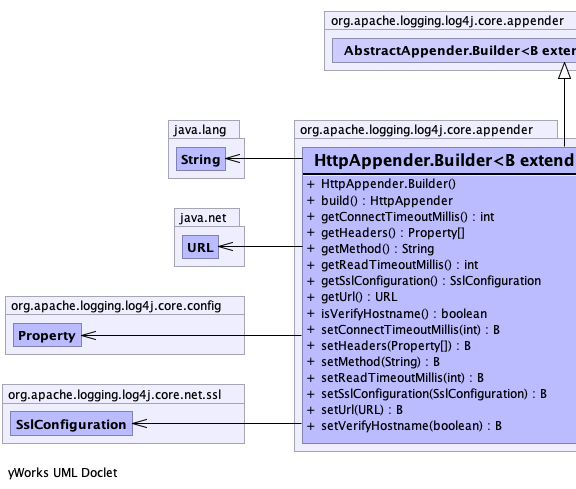 org.apache.logging.log4j.core.appender
AbstractAppender.Builder<B exten
java.lang
String
org.apache.logging.log4j.core.appender
HttpAppender.Builder<B extend
+ HttpAppender.Builder()
+ build() : HttpAppender
+ getConnectTimeoutMillis() : int
+ getHeaders() : Property[]
+ getMethod() : String
+ getReadTimeoutMillis() : int
+ getSslConfiguration() : SslConfiguration
+ getUrl() : URL
+ isVerifyHostname() : boolean
+ setConnectTimeoutMillis(int) : B
+ setHeaders(Property[]) : B
+ setMethod(String) : B
+ setReadTimeoutMillis(int) : B
+ setSslConfiguration(SslConfiguration) : B
+ setUrl(URL) : B
+ setVerifyHostname(boolean) : B
java.net
URL
org.apache.logging.log4j.core.config
Property
org.apache.logging.log4j.core.net.ssl
SslConfiguration
yWorks UML Doclet